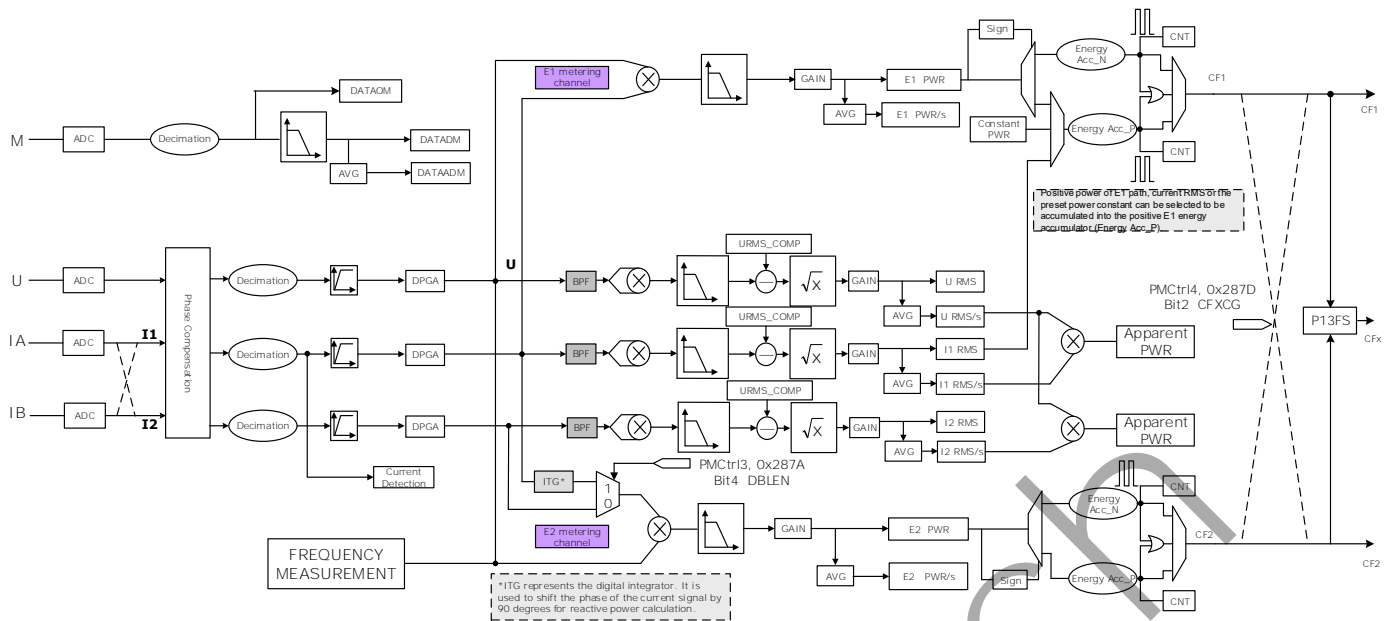 Sign
Energy
Acc_N
CNT
E1 metering
channel
GAIN
E1 PWR
CF1
DATAOM
AVG
E1 PWR/s
CF1
M
ADC
Decimation
DATADM
Constant
PWR
Energy Acc_P
CNT
AVG
DATAADM
Positive power of E1 path, current RMS or the
preset power constant can be selected to be
accumulated into the positive E1 energy
accumulator (Energy Acc_P).
URMS_COMP
U
U
ADC
Decimation
DPGA
BPF
√X
GAIN
U RMS
PMCtrl4, 0x287D
Bit2 CFXCG
Phase Compensation
URMS_COMP
AVG
U RMS/s
P13FS
CFx
IA
ADC
I1
Decimation
DPGA
BPF
√X
GAIN
I1 RMS
Apparent
PWR
AVG
I1 RMS/s
URMS_COMP
IB
ADC
I2
Decimation
DPGA
BPF
√X
GAIN
I2 RMS
Apparent
PWR
AVG
I2 RMS/s
Current
Detection
PMCtrl3, 0x287A
Bit4 DBLEN
ITG*
1
0
CNT
Energy
Acc_N
E2 metering
channel
GAIN
E2 PWR
CF2
CF2
FREQUENCY
MEASUREMENT
AVG
E2 PWR/s
Sign
Energy Acc_P
CNT
*ITG represents the digital integrator. It is
used to shift the phase of the current signal by
90 degrees for reactive power calculation.